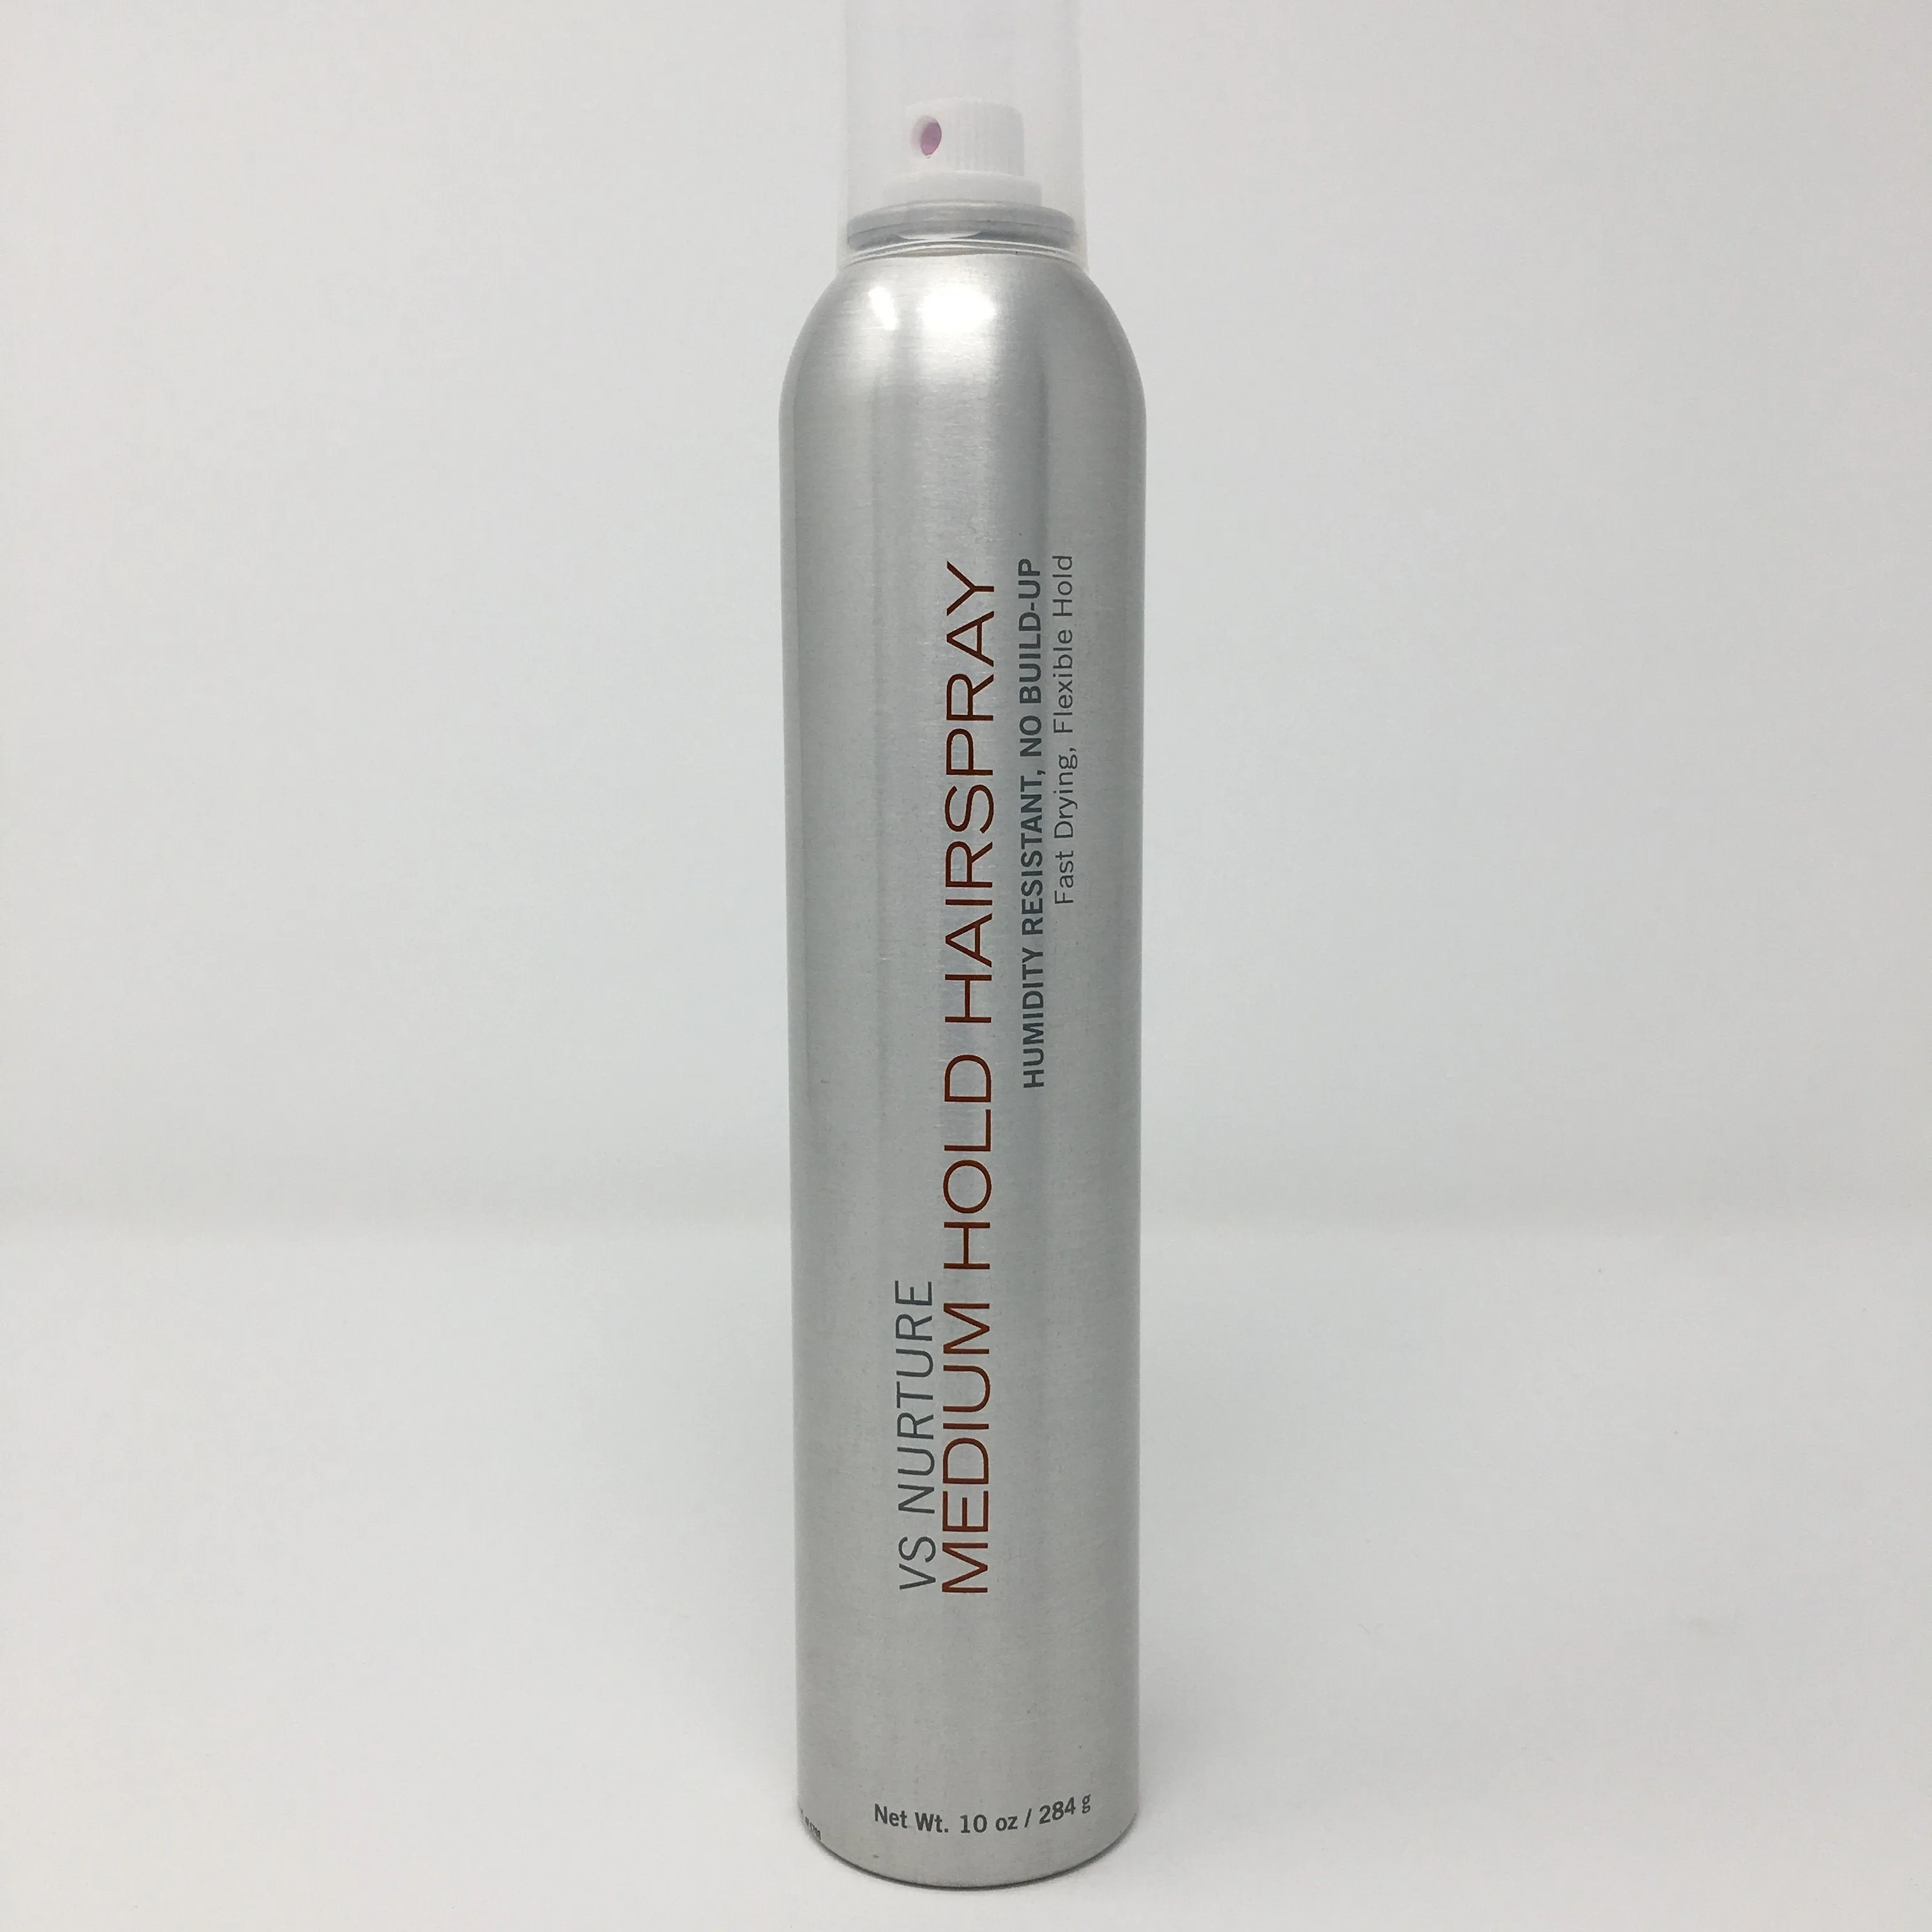 VS NURTURE
MEDIUM HOLD HAIRSPRAY
HUMIDITY RESISTANT, NO BUILD-UP
Fast Drying, Flexible Hold
Net Wt. 10 oz / 284 g